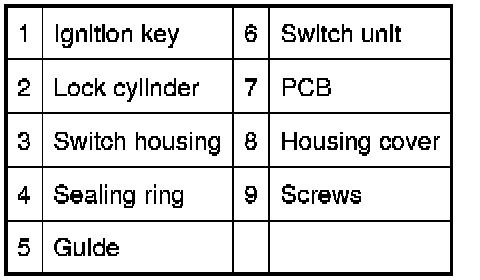 1 Ignition key 6 Switch unit
2 Lock cylinder 7 PCB
3 Switch housing 8 Housing cover
4 Sealing ring 9 Screws
5 Guide